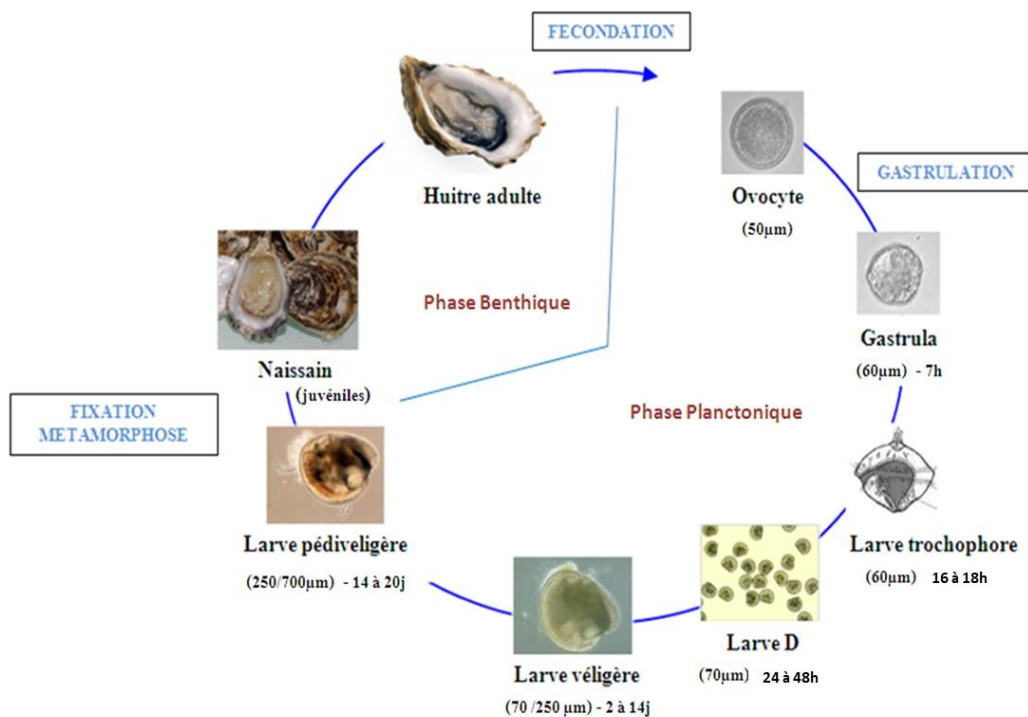 FECONDATION
Huitre adulte
Ovocyte
(50µm)
GASTRULATION
Gastrula
(60µm) - 7h
Phase Benthique
Naissain
(juvéniles)
Phase Planctonique
FIXATION
METAMORPHOSE
Larve pédiveligère
(250/700µm) - 14 à 20j
Larve trochophore
(60µm) 16 à 18h
Larve D
(70µm) 24 à 48h
Larve véligère
(70 /250 µm) - 2 à 14j